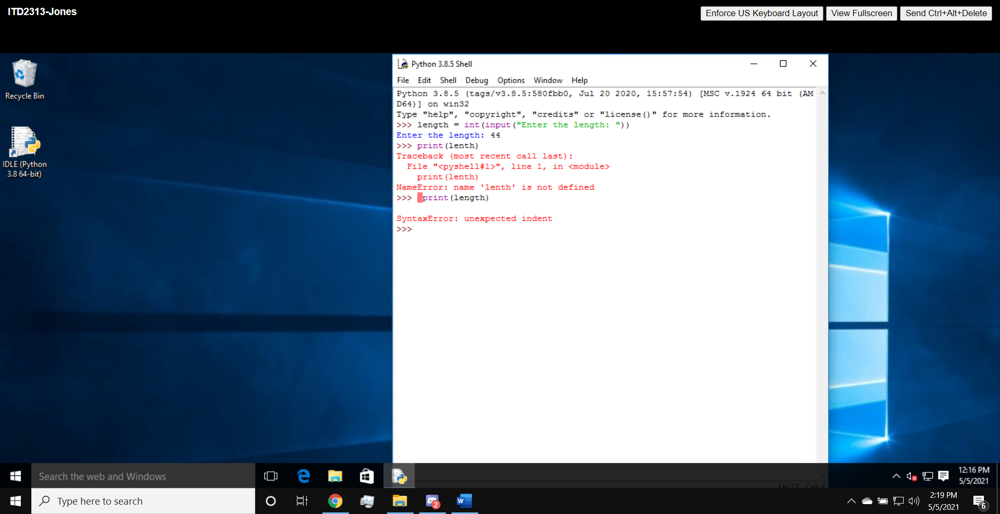 ITD2313-Jones
Enforce US Keyboard Layout
View Fullscreen
Send Ctrl+Alt+Delete
Recycle Bin
IDLE (Python
3.8 64-bit)
Python 3.8.5 Shell
File Edit Shell Debug Options Window Help
Python 3.8.5 (tags/v3.8.5:580fbb0, Jul 20 2020, 15:57:54) [MSC v.1924 64 bit (AM
D64)] on win32
Type "help", "copyright", "credits" or "license()" for more information.
>>> length = int(input("Enter the length: "))
Enter the length: 44
>>> print(lenth)
Traceback (most recent call last):
  File "<pyshell#1>", line 1, in <module>
    print(lenth)
NameError: name 'lenth' is not defined
>>>  print(length)
SyntaxError: unexpected indent
>>>
Ln: 13 Col: 4
Search the web and Windows
12:16 PM
5/5/2021
Type here to search
2
W
2:19 PM
5/5/2021
6